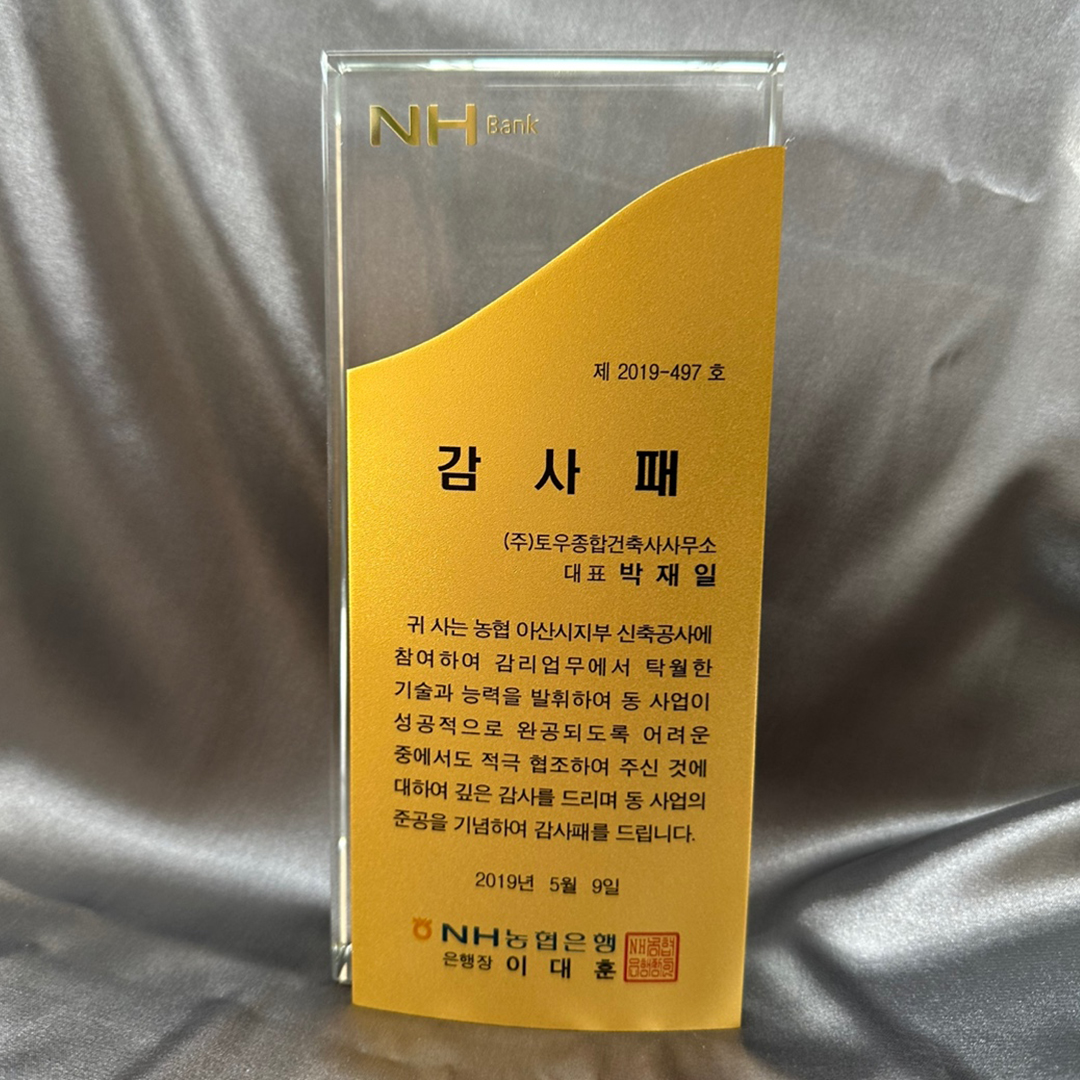 NH Bank
제 2019-497 호
감 사 패
(주)토우종합건축사사무소
대표 박 재 일
귀 사는 농협 아산시지부 신축공사에
참여하여 감리업무에서 탁월한
기술과 능력을 발휘하여 동 사업이
성공적으로 완공되도록 어려운
중에서도 적극 협조하여 주신 것에
대하여 깊은 감사를 드리며 동 사업의
준공을 기념하여 감사패를 드립니다.
2019년 5월 9일
NH농협은행
은행장 이 대 훈